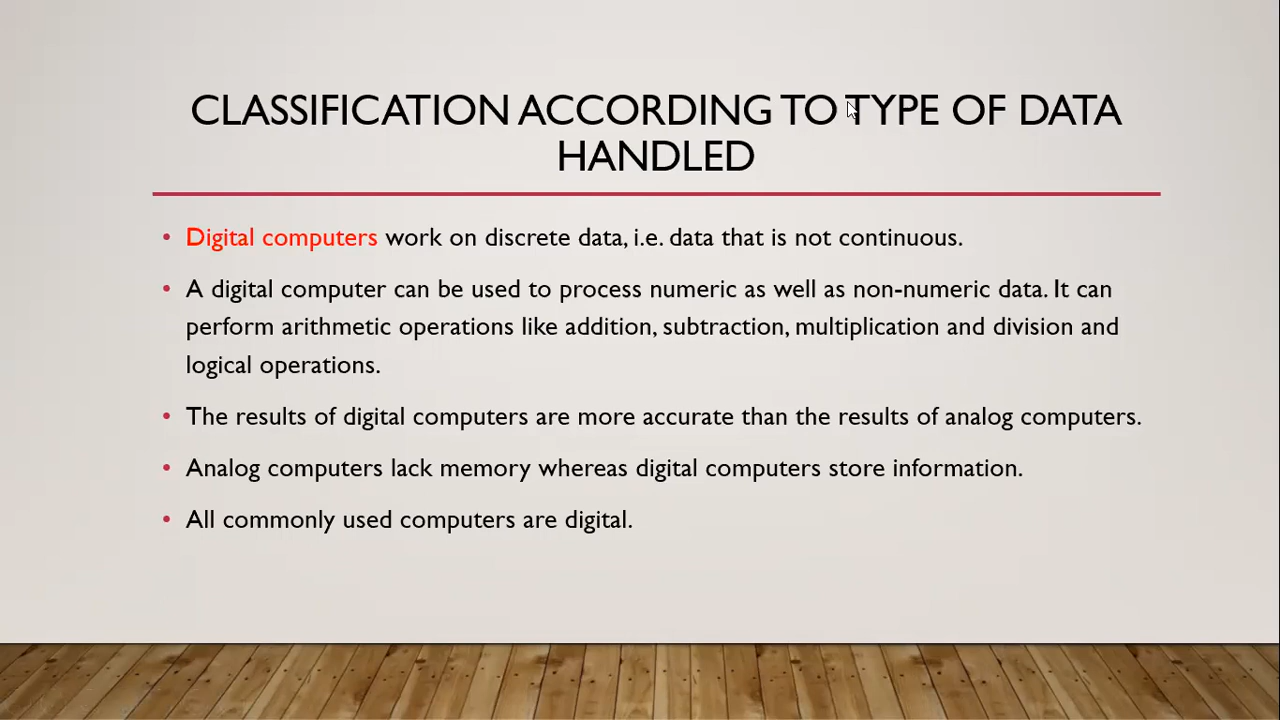 CLASSIFICATION ACCORDING TO TYPE OF DATA
HANDLED
• Digital computers work on discrete data, i.e. data that is not continuous.
• A digital computer can be used to process numeric as well as non-numeric data. It can
perform arithmetic operations like addition, subtraction, multiplication and division and
logical operations.
• The results of digital computers are more accurate than the results of analog computers.
• Analog computers lack memory whereas digital computers store information.
• All commonly used computers are digital.